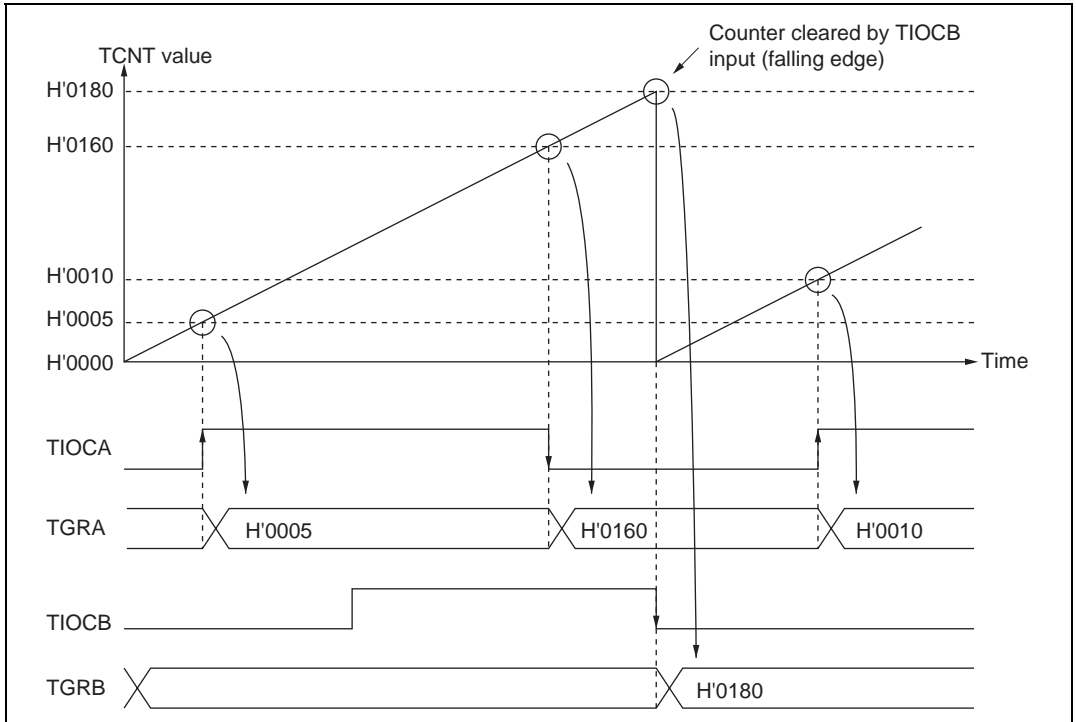 Counter cleared by TIOCB
input (falling edge)
TCNT value
H'0180
H'0160
H'0010
H'0005
H'0000
Time
TIOCA
TGRA
H'0005
H'0160
H'0010
TIOCB
TGRB
H'0180